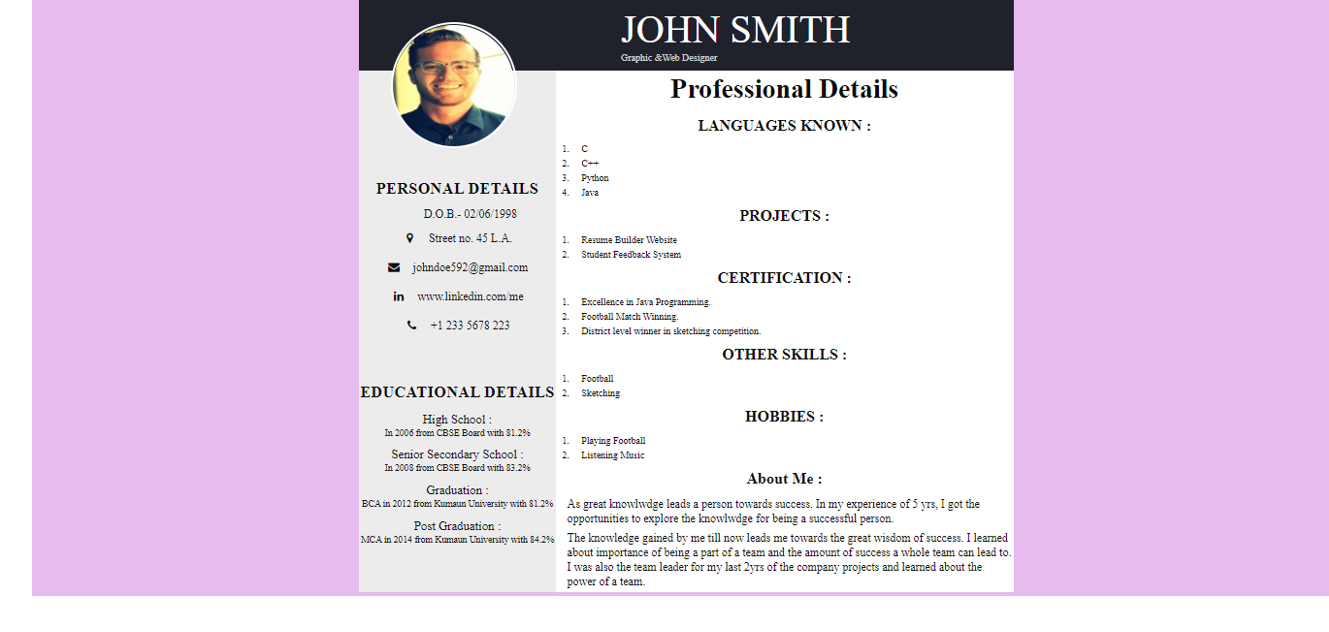 JOHN SMITH
Graphic &Web Designer
PERSONAL DETAILS
D.O.B.- 02/06/1998
Street no. 45 L.A.
johndoe592@gmail.com
www.linkedin.com/me
+1 233 5678 223
EDUCATIONAL DETAILS
High School :
In 2006 from CBSE Board with 81.2%
Senior Secondary School :
In 2008 from CBSE Board with 83.2%
Graduation :
BCA in 2012 from Kumaun University with 81.2%
Post Graduation :
MCA in 2014 from Kumaun University with 84.2%
Professional Details
LANGUAGES KNOWN :
1. C
2. C++
3. Python
4. Java
PROJECTS :
1. Resume Builder Website
2. Student Feedback System
CERTIFICATION :
1. Excellence in Java Programming.
2. Football Match Winning.
3. District level winner in sketching competition.
OTHER SKILLS :
1. Football
2. Sketching
HOBBIES :
1. Playing Football
2. Listening Music
About Me :
As great knowlwdge leads a person towards success. In my experience of 5 yrs, I got the
opportunities to explore the knowlwdge for being a successful person.
The knowledge gained by me till now leads me towards the great wisdom of success. I learned
about importance of being a part of a team and the amount of success a whole team can lead to.
I was also the team leader for my last 2yrs of the company projects and learned about the
power of a team.